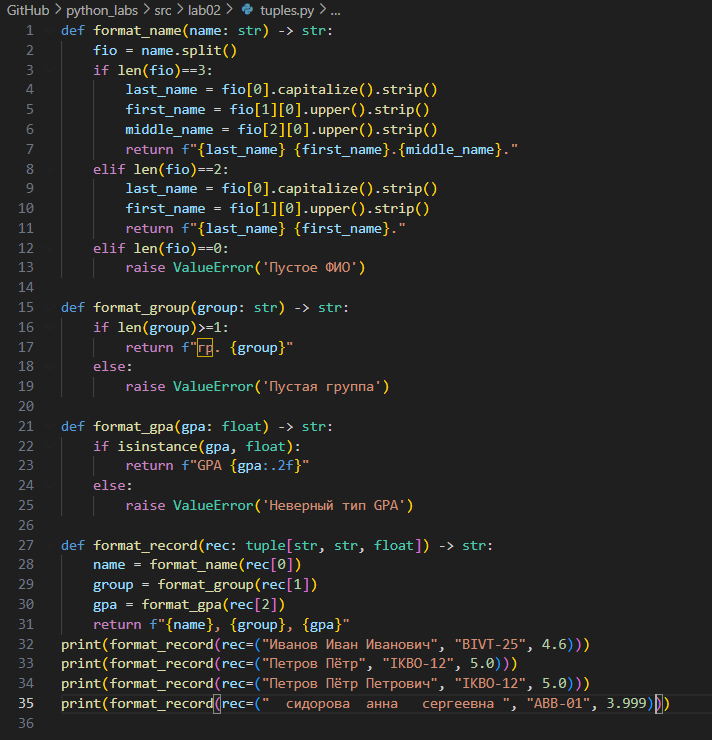 GitHub > python_labs > src > lab02 > tuples.py > ...
1 def format_name(name: str) -> str:
2     fio = name.split()
3     if len(fio)==3:
4         last_name = fio[0].capitalize().strip()
5         first_name = fio[1][0].upper().strip()
6         middle_name = fio[2][0].upper().strip()
7         return f"{last_name} {first_name}.{middle_name}."
8     elif len(fio)==2:
9         last_name = fio[0].capitalize().strip()
10         first_name = fio[1][0].upper().strip()
11         return f"{last_name} {first_name}."
12     elif len(fio)==0:
13         raise ValueError('Пустое ФИО')
14
15 def format_group(group: str) -> str:
16     if len(group)>=1:
17         return f"гр. {group}"
18     else:
19         raise ValueError('Пустая группа')
20
21 def format_gpa(gpa: float) -> str:
22     if isinstance(gpa, float):
23         return f"GPA {gpa:.2f}"
24     else:
25         raise ValueError('Неверный тип GPA')
26
27 def format_record(rec: tuple[str, str, float]) -> str:
28     name = format_name(rec[0])
29     group = format_group(rec[1])
30     gpa = format_gpa(rec[2])
31     return f"{name}, {group}, {gpa}"
32 print(format_record(rec=("Иванов Иван Иванович", "BIVT-25", 4.6)))
33 print(format_record(rec=("Петров Пётр", "IKBO-12", 5.0)))
34 print(format_record(rec=("Петров Пётр Петрович", "IKBO-12", 5.0)))
35 print(format_record(rec=("  сидорова  анна   сергеевна ", "ABB-01", 3.999)))
36